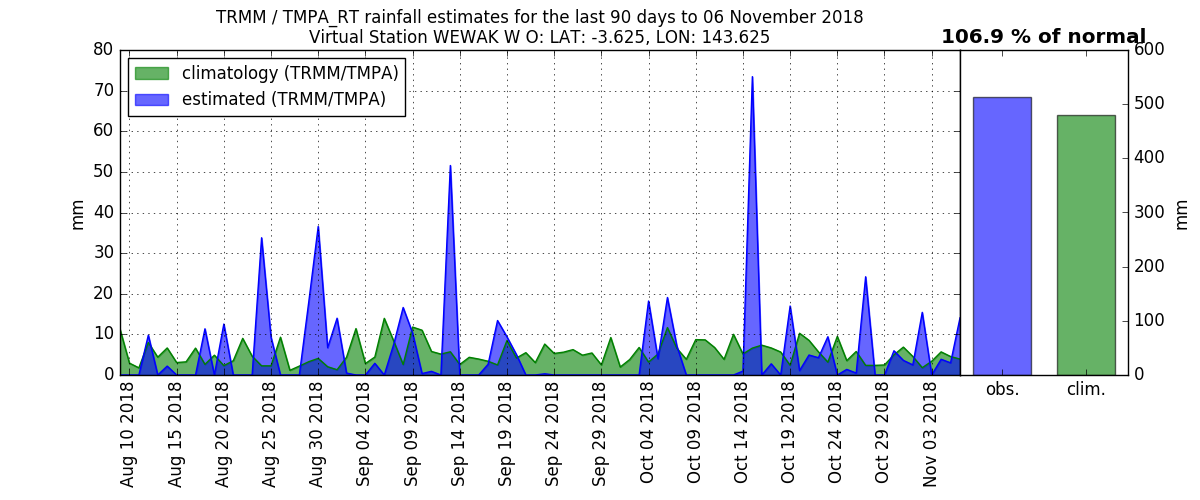 TRMM / TMPA_RT rainfall estimates for the last 90 days to 06 November 2018
Virtual Station WEWAK W O: LAT: -3.625, LON: 143.625
106.9 % of normal
climatology (TRMM/TMPA)
estimated (TRMM/TMPA)
80
70
60
50
40
30
20
10
0
mm
Aug 10 2018
Aug 15 2018
Aug 20 2018
Aug 25 2018
Aug 30 2018
Sep 04 2018
Sep 09 2018
Sep 14 2018
Sep 19 2018
Sep 24 2018
Sep 29 2018
Oct 04 2018
Oct 09 2018
Oct 14 2018
Oct 19 2018
Oct 24 2018
Oct 29 2018
Nov 03 2018
obs.
clim.
600
500
400
300
200
100
0
mm